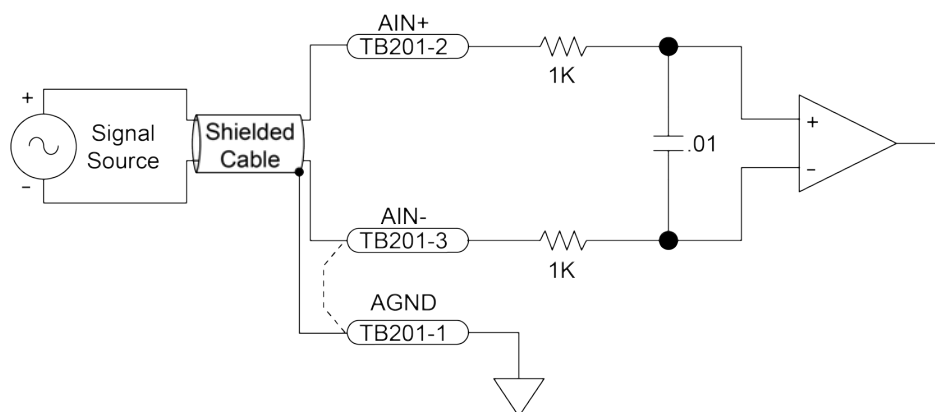 AIN+
TB201-2
1K
+
Signal
Source
−
Shielded
Cable
.01
+
−
AIN-
TB201-3
1K
AGND
TB201-1